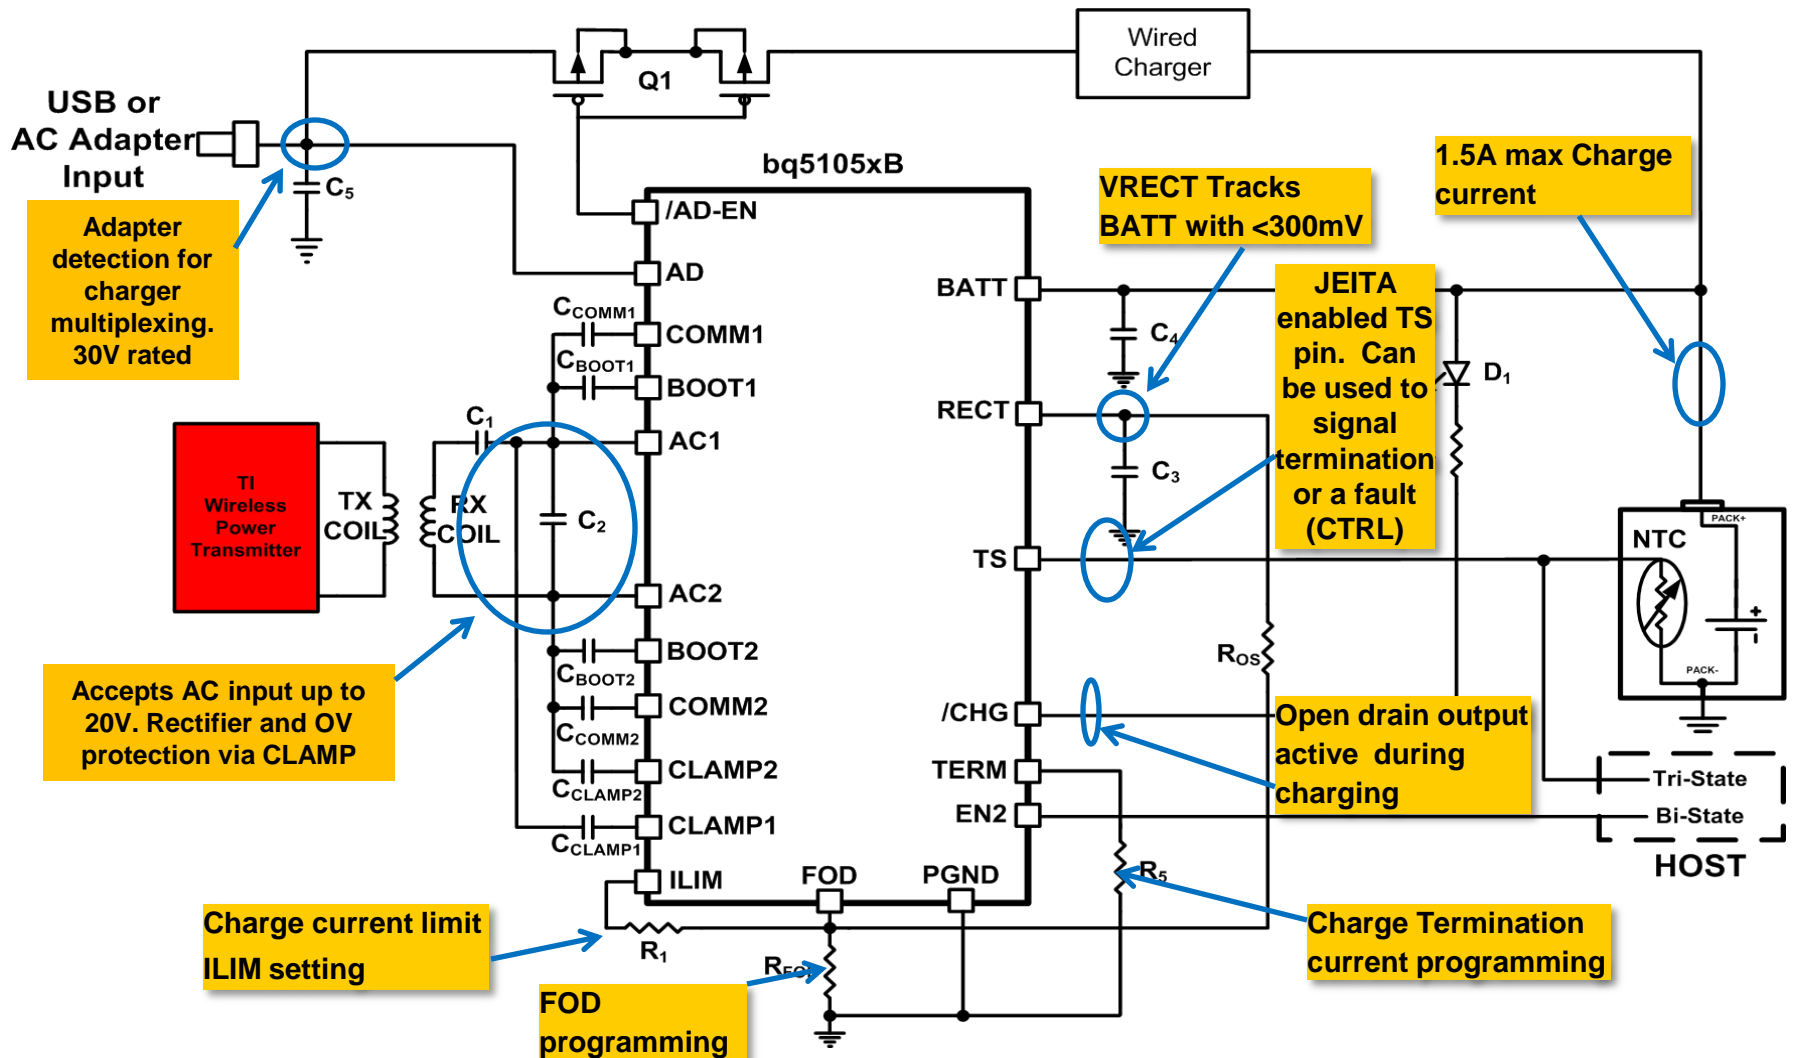 Wired
Charger
Q1
USB or
AC Adapter
Input
C5
bq5105xB
1.5A max Charge
current
VRECT Tracks
BATT with <300mV
Adapter
detection for
charger
multiplexing.
30V rated
/AD-EN
AD
CCOMM1
COMM1
CBOOT1
BOOT1
C1
AC1
BATT
C4
RECT
C3
D1
JEITA
enabled TS
pin. Can
be used to
signal
termination
or a fault
(CTRL)
TI
Wireless
Power
Transmitter
TX
COIL
RX
COIL
C2
TS
PACK+
NTC
+
-
PACK-
AC2
BOOT2
CBOOT2
COMM2
CCOMM2
CLAMP2
CCLAMP2
CLAMP1
CCLAMP1
ILIM
ROS
/CHG
TERM
EN2
Accepts AC input up to
20V. Rectifier and OV
protection via CLAMP
Open drain output
active during
charging
Tri-State
Bi-State
HOST
FOD
PGND
R5
R1
Charge current limit
ILIM setting
Charge Termination
current programming
FOD
programming